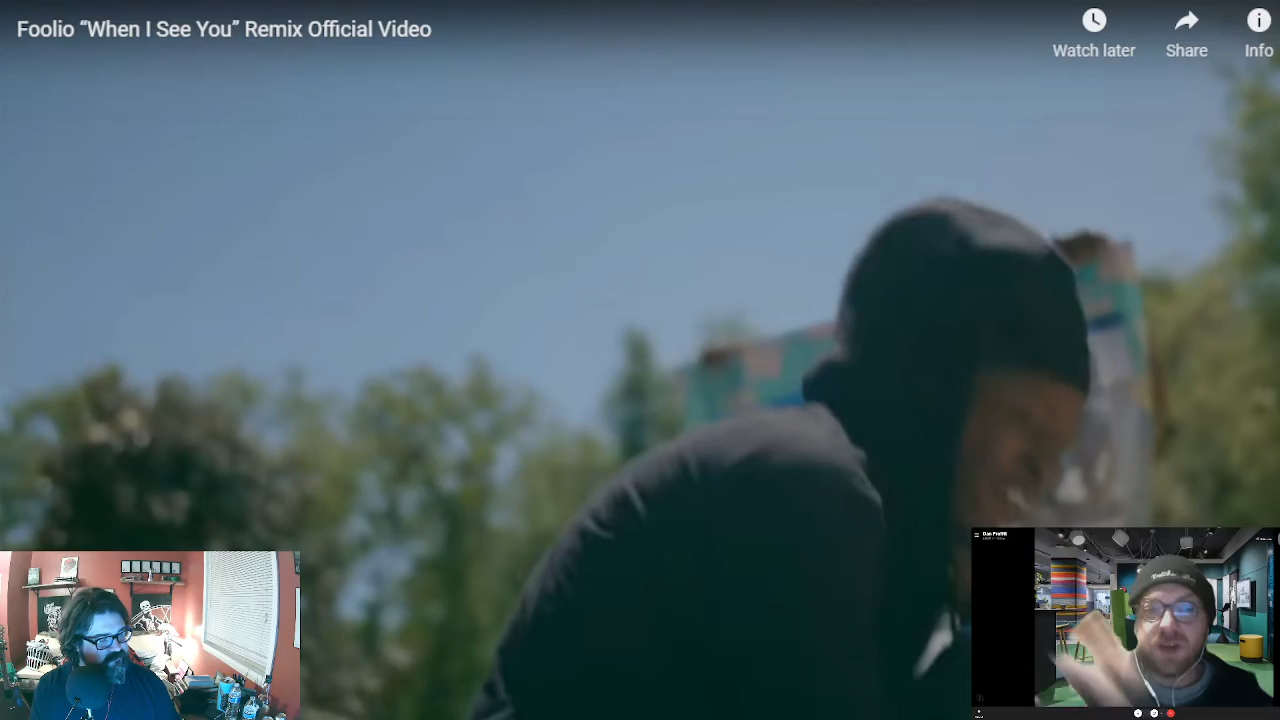 Foolio “When I See You” Remix Official Video
Watch later
Share
Info